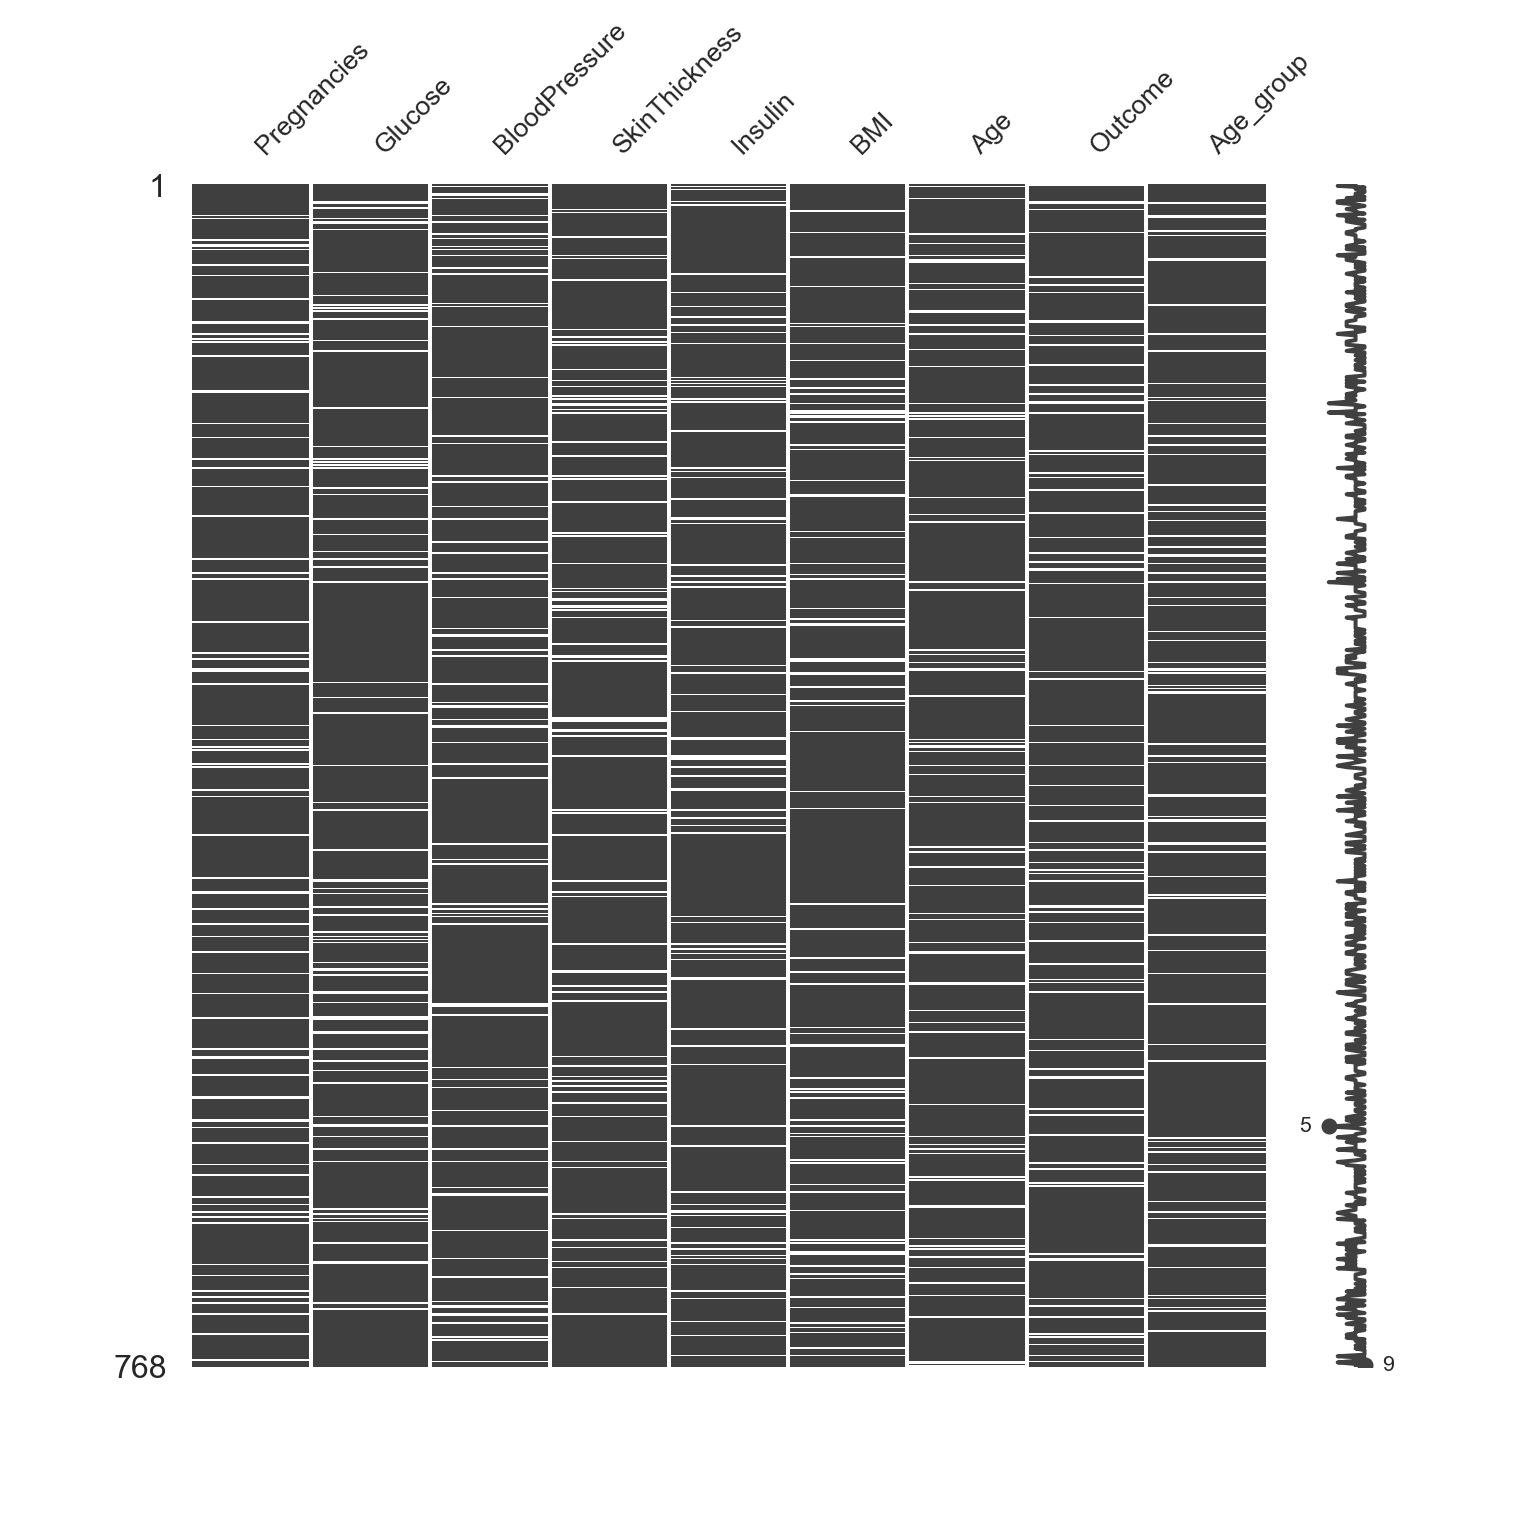 Pregnancies
Glucose
BloodPressure
SkinThickness
Insulin
BMI
Age
Outcome
Age_group
1
5
768
9